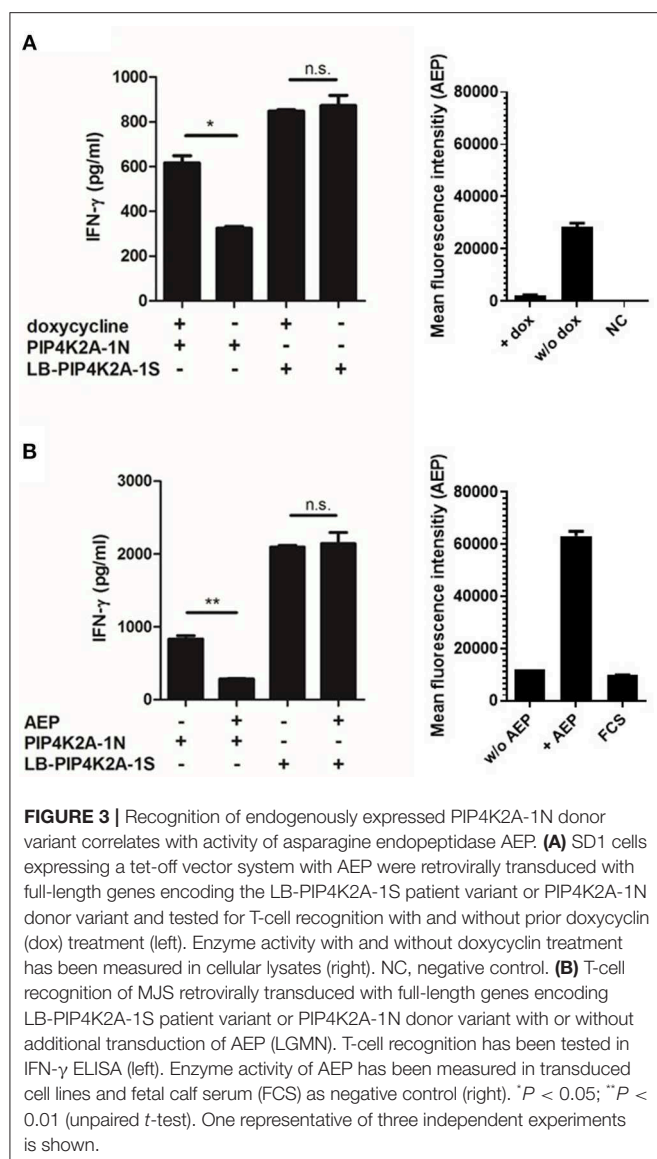 A
IFN-γ (pg/ml)
1000
800
600
400
200
0
*
n.s.
doxycycline + - + -
PIP4K2A-1N + + - -
LB-PIP4K2A-1S - - + +
Mean fluorescence intensitiy (AEP)
80000
60000
40000
20000
0
+ dox
w/o dox
NC
B
IFN-γ (pg/ml)
3000
2000
1000
0
**
n.s.
AEP - + - +
PIP4K2A-1N + + - -
LB-PIP4K2A-1S - - + +
Mean fluorescence intensitiy (AEP)
80000
60000
40000
20000
0
w/o AEP
+ AEP
FCS
FIGURE 3 | Recognition of endogenously expressed PIP4K2A-1N donor
variant correlates with activity of asparagine endopeptidase AEP. (A) SD1 cells
expressing a tet-off vector system with AEP were retrovirally transduced with
full-length genes encoding the LB-PIP4K2A-1S patient variant or PIP4K2A-1N
donor variant and tested for T-cell recognition with and without prior doxycyclin
(dox) treatment (left). Enzyme activity with and without doxycyclin treatment
has been measured in cellular lysates (right). NC, negative control. (B) T-cell
recognition of MJS retrovirally transduced with full-length genes encoding
LB-PIP4K2A-1S patient variant or PIP4K2A-1N donor variant with or without
additional transduction of AEP (LGMN). T-cell recognition has been tested in
IFN-γ ELISA (left). Enzyme activity of AEP has been measured in transduced
cell lines and fetal calf serum (FCS) as negative control (right). *P < 0.05; **P <
0.01 (unpaired t-test). One representative of three independent experiments
is shown.